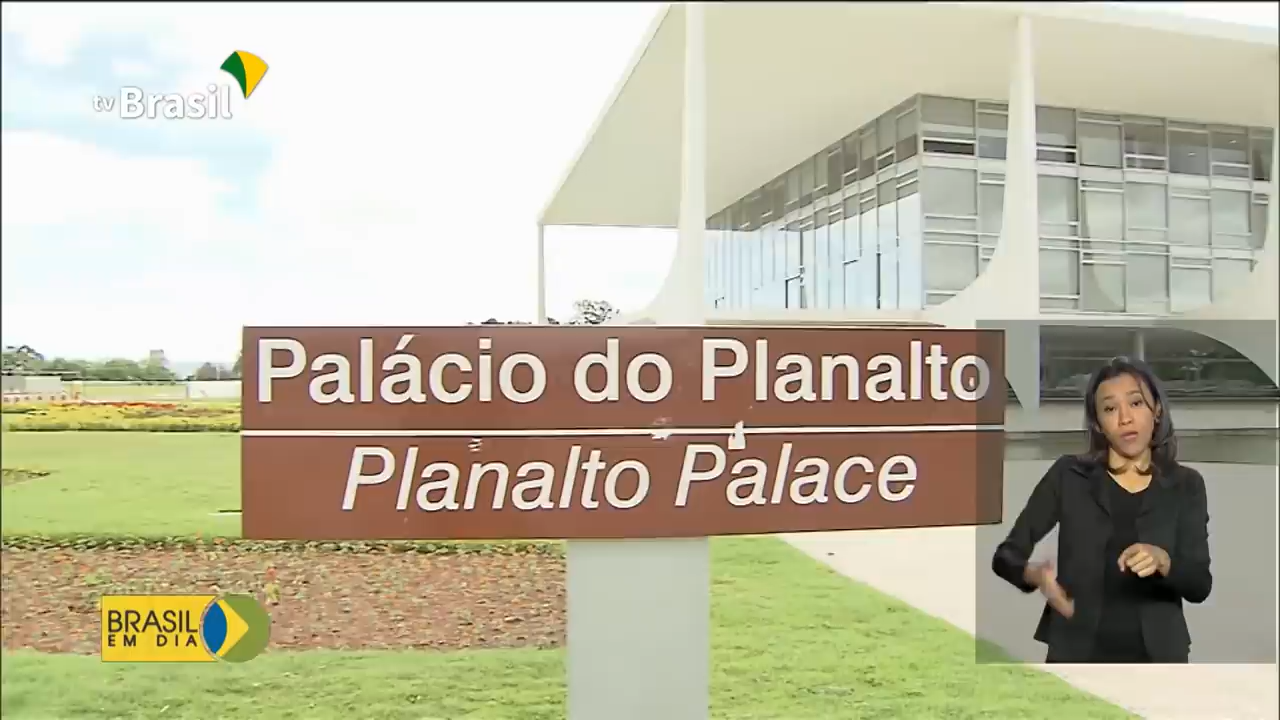 tv Brasil
Palácio do Planalto
Planalto Palace
BRASIL
EM DIA